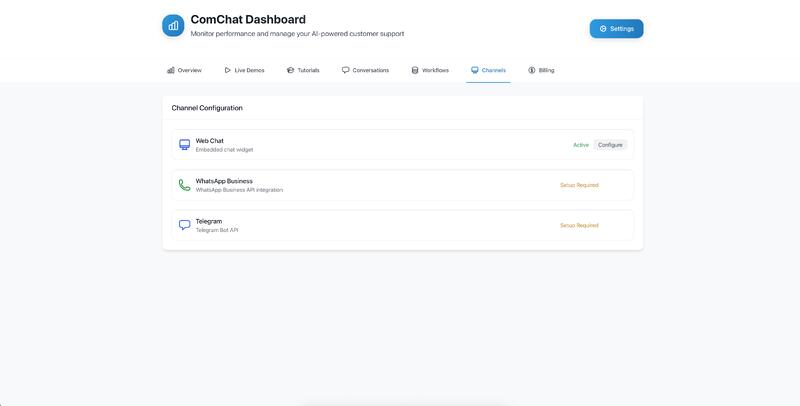 ComChat Dashboard
Monitor performance and manage your AI-powered customer support
Settings
Overview
Live Demos
Tutorials
Conversations
Workflows
Channels
Billing
Channel Configuration
Web Chat
Embedded chat widget
Active
Configure
WhatsApp Business
WhatsApp Business API integration
Setup Required
Telegram
Telegram Bot API
Setup Required